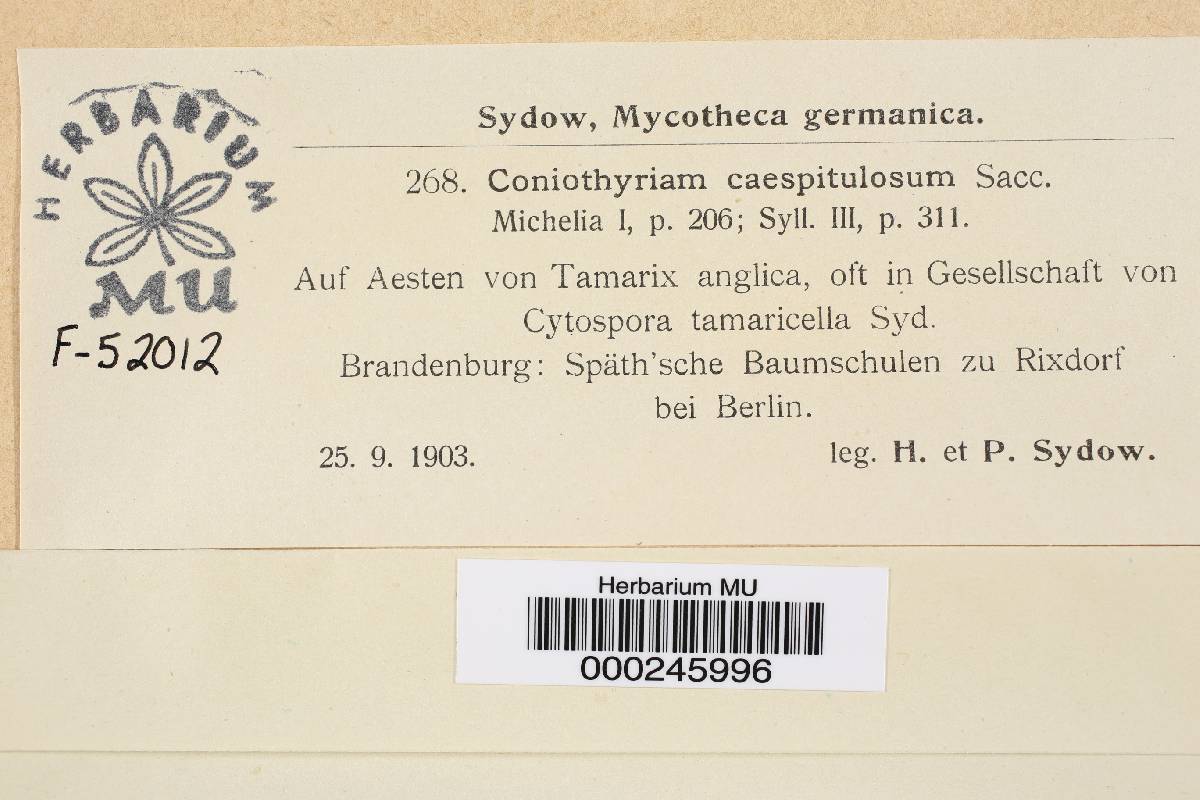 HERBARIUM
MU
F-52012
Sydow, Mycotheca germanica.
268. Coniothyriam caespitulosum Sacc.
Michelia I, p. 206; Syll. III, p. 311.
Auf Aesten von Tamarix anglica, oft in Gesellschaft von
Cytospora tamaricella Syd.
Brandenburg: Späth'sche Baumschulen zu Rixdorf
bei Berlin.
25. 9. 1903. leg. H. et P. Sydow.
Herbarium MU
000245996